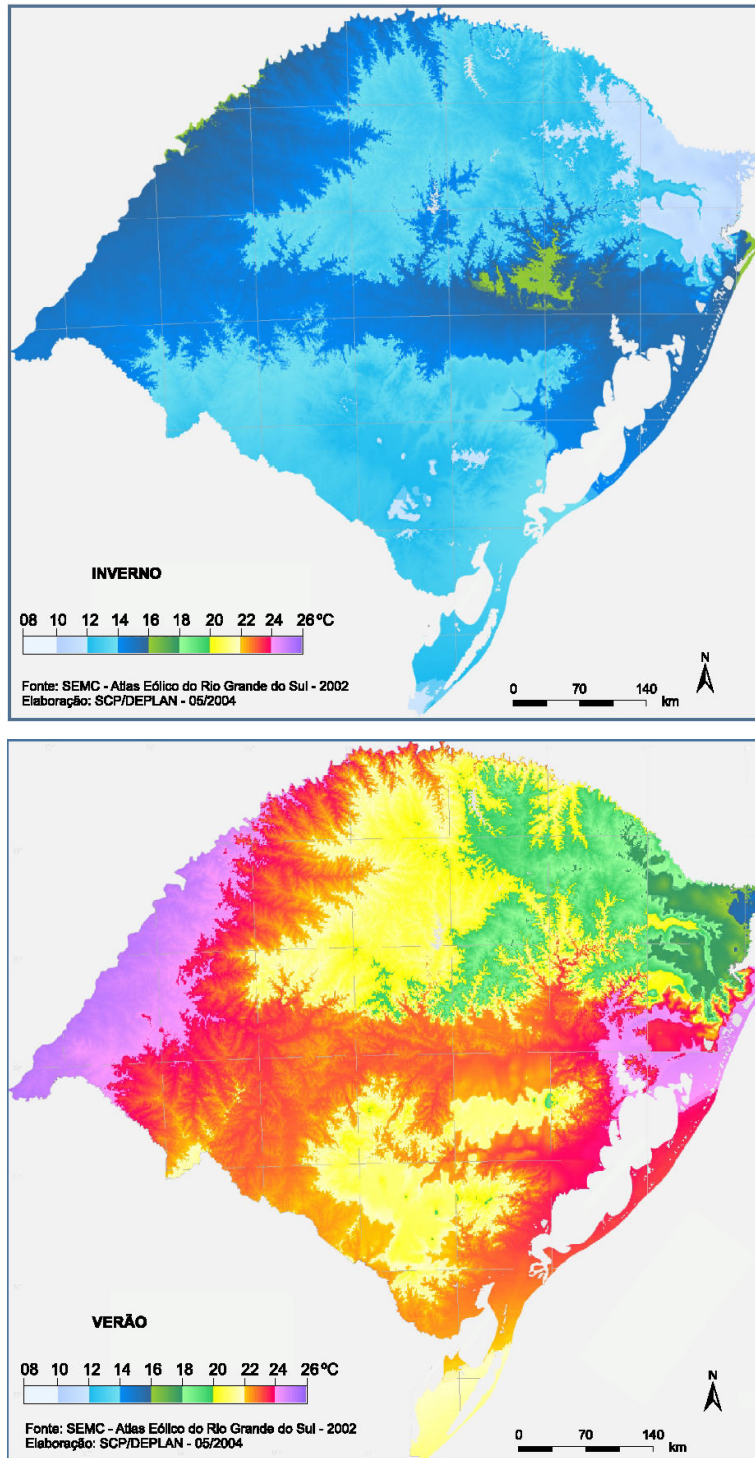 INVERNO
08 10 12 14 16 18 20 22 24 26ºC
Fonte: SEMC - Atlas Eólico do Rio Grande do Sul - 2002
Elaboração: SCP/DEPLAN - 05/2004
N
0 70 140
km
VERÃO
08 10 12 14 16 18 20 22 24 26ºC
Fonte: SEMC - Atlas Eólico do Rio Grande do Sul - 2002
Elaboração: SCP/DEPLAN - 05/2004
N
0 70 140
km